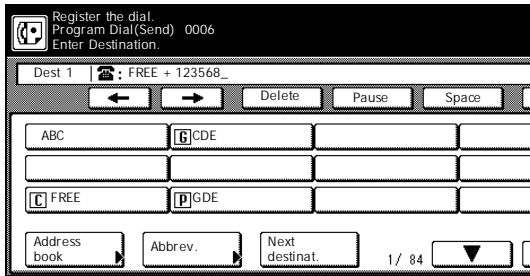 Register the dial.
Program Dial(Send) 0006
Enter Destination.
Dest 1 ☎: FREE + 123568_
← → Delete Pause Space
ABC G CDE
C FREE P GDE
Address book Abbrev. Next destinat. 1/ 84 ▼